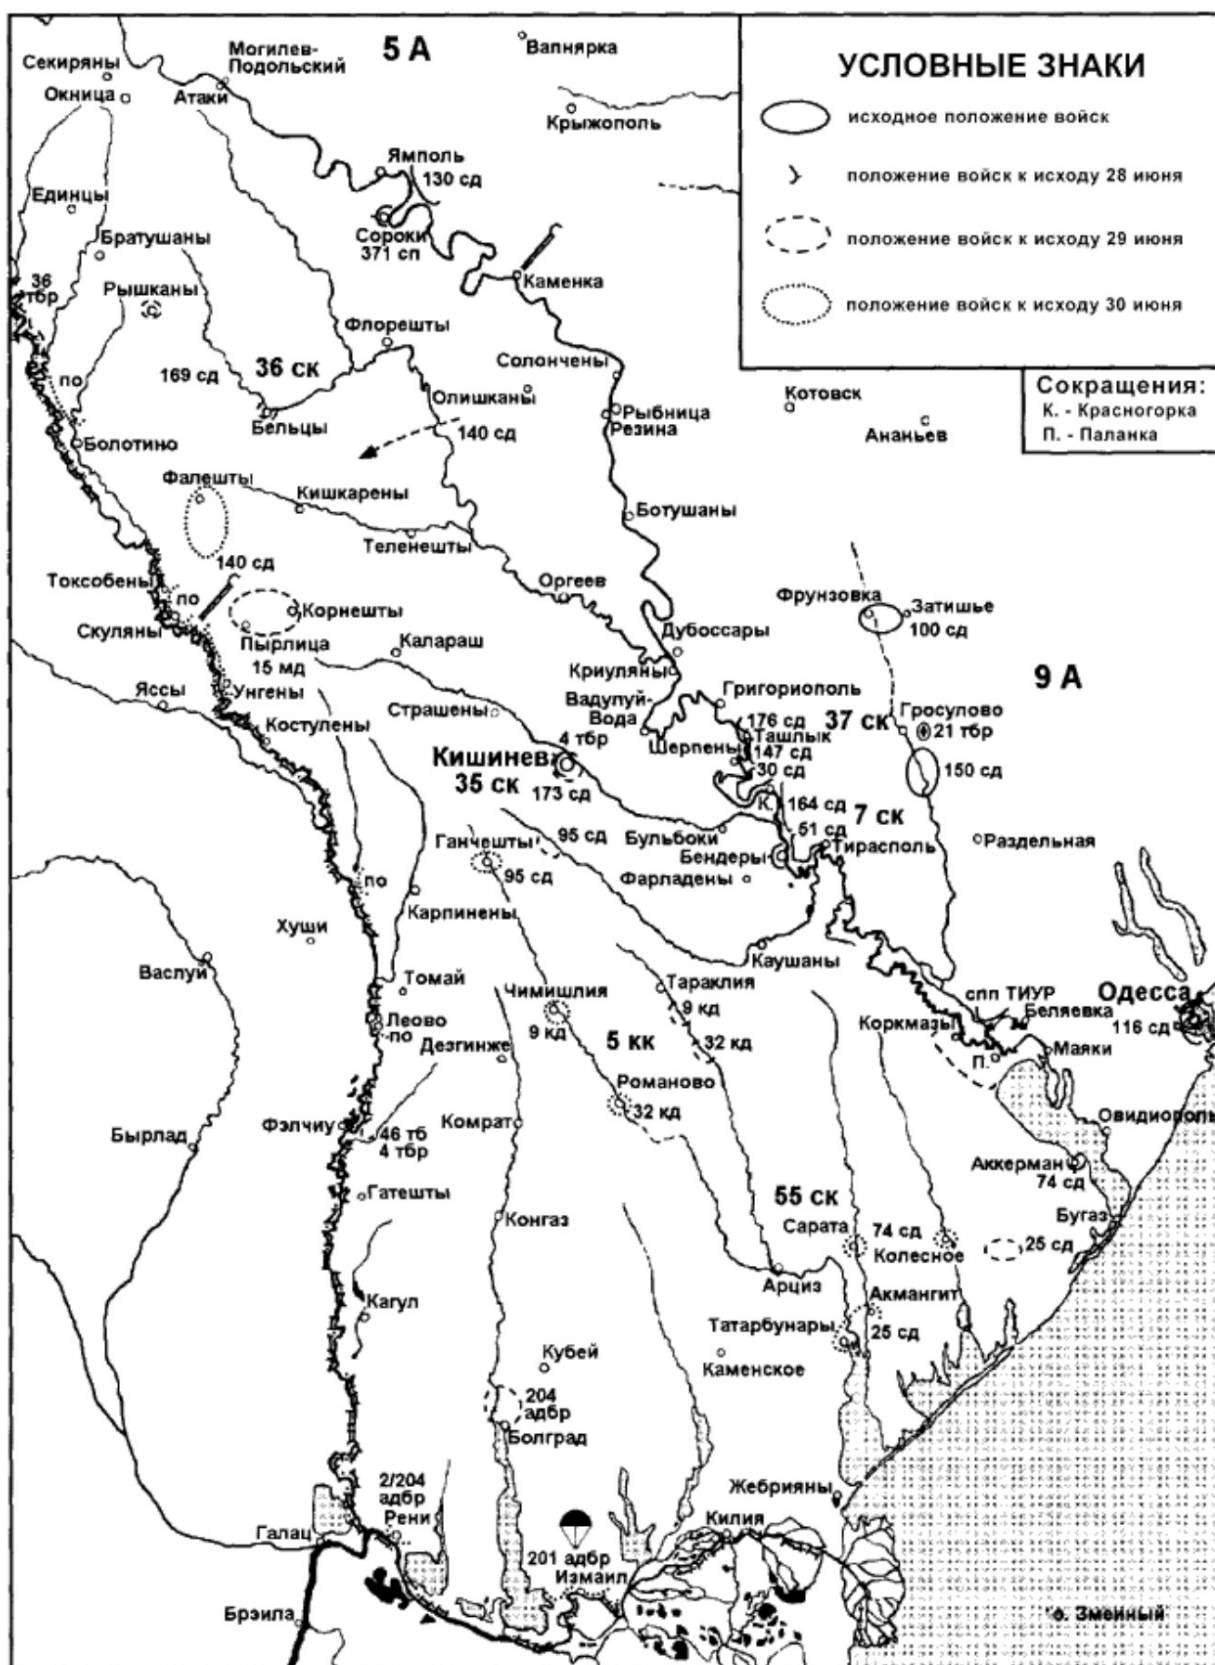 5 А
Вапнярка
Могилев-
Подольский
Секиряны
Окница
Атаки
Крыжополь
УСЛОВНЫЕ ЗНАКИ
исходное положение войск
положение войск к исходу 28 июня
положение войск к исходу 29 июня
положение войск к исходу 30 июня
Сокращения:
К. - Красногорка
П. - Паланка
Ямполь
130 сд
Единцы
Сороки
371 сп
Братушаны
36
тбр
Рышканы
Каменка
Флорешты
Солончены
169 сд
36 ск
по
Олишканы
Рыбница
Резина
Котовск
Ананьев
Бельцы
140 сд
Болотино
Фалешты
Кишкарены
Ботушаны
Теленешты
140 сд
Токсобены
по
Оргеев
Фрунзовка
Затишье
100 сд
Корнешты
Скуляны
Пырлица
15 мд
Калараш
Дубоссары
Криуляны
9 А
Яссы
Унгены
Вадулуй-
Вода
Григориополь
Страшены
Костулены
176 сд
37 ск
Гросулово
21 тбр
4 тбр
Шерпены
Ташлык
147 сд
30 сд
Кишинев
35 ск
173 сд
150 сд
К.
164 сд
7 ск
95 сд
Бульбоки
51 сд
Ганчешты
Бендеры
Тирасполь
Раздельная
95 сд
Фарладены
по
Карпинены
Хуши
Каушаны
Васлуй
Томай
Тараклия
Чимишлия
спп ТИУР
Одесса
9 кд
Беляевка
116 сд
Леово
по
9 кд
5 кк
Коркмазы
Дезгинже
32 кд
П.
Маяки
Романово
32 кд
Фэлчиу
46 тб
4 тбр
Комрат
Овидиополь
Бырлад
Аккерман
74 сд
Гатешты
55 ск
Конгаз
Сарата
74 сд
Бугаз
Колесное
25 сд
Арциз
Кагул
Акмангит
Татарбунары
25 сд
Кубей
Каменское
204
адбр
Болград
2/204
адбр
Рени
Жебрияны
Галац
Килия
201 адбр
Измаил
Брэила
о. Змеиный